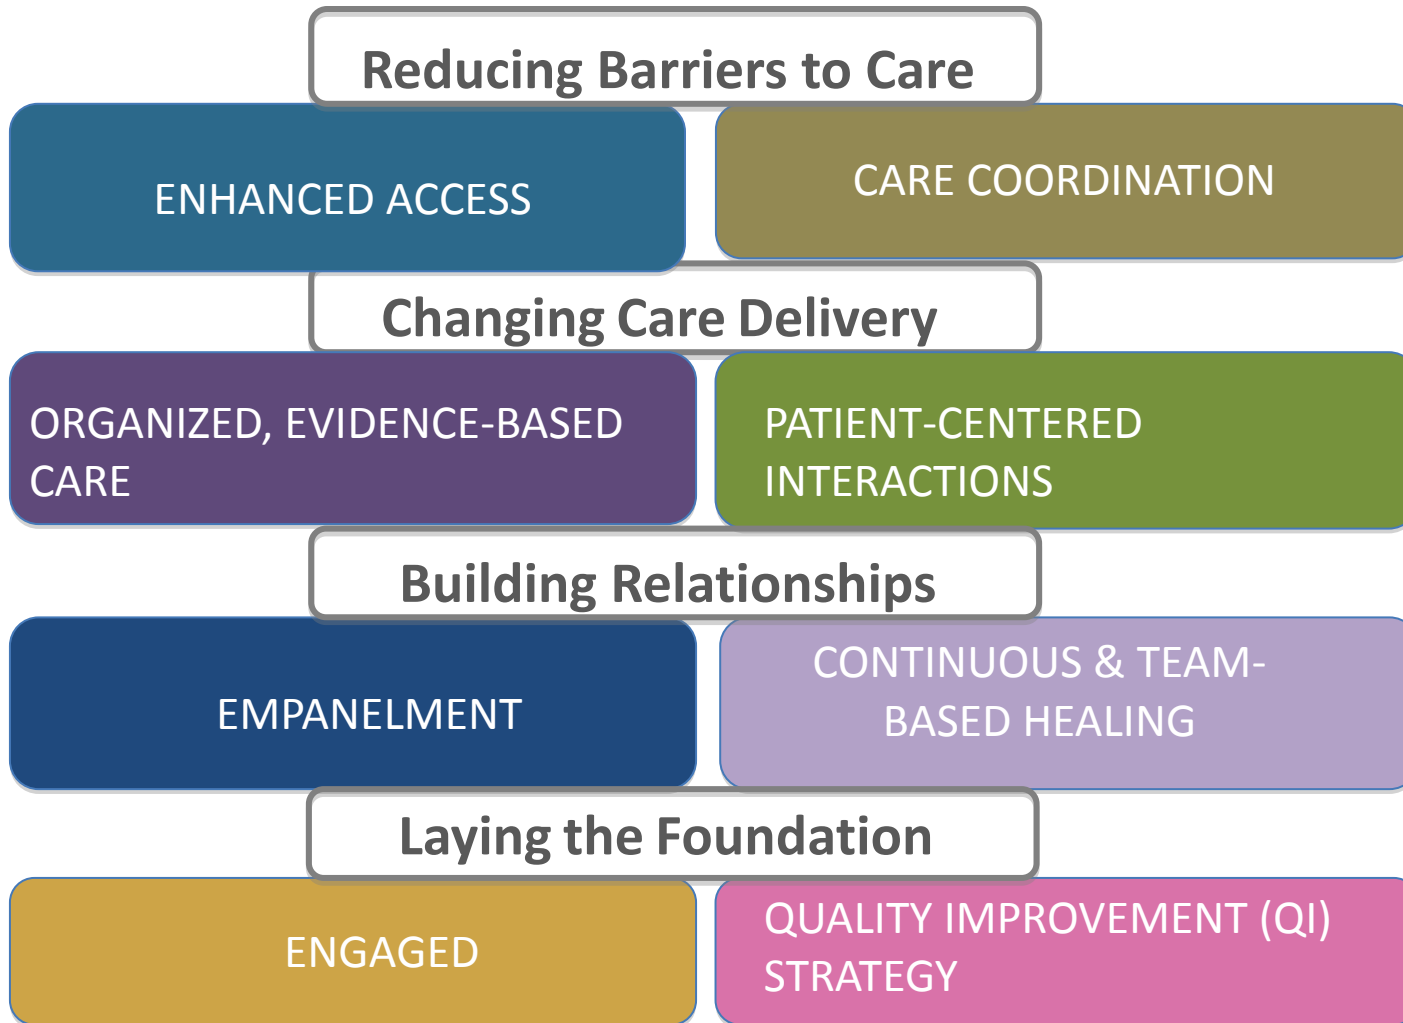 Reducing Barriers to Care
ENHANCED ACCESS
CARE COORDINATION
Changing Care Delivery
ORGANIZED, EVIDENCE-BASED
CARE
PATIENT-CENTERED
INTERACTIONS
Building Relationships
EMPANELMENT
CONTINUOUS & TEAM-
BASED HEALING
Laying the Foundation
ENGAGED
QUALITY IMPROVEMENT (QI)
STRATEGY